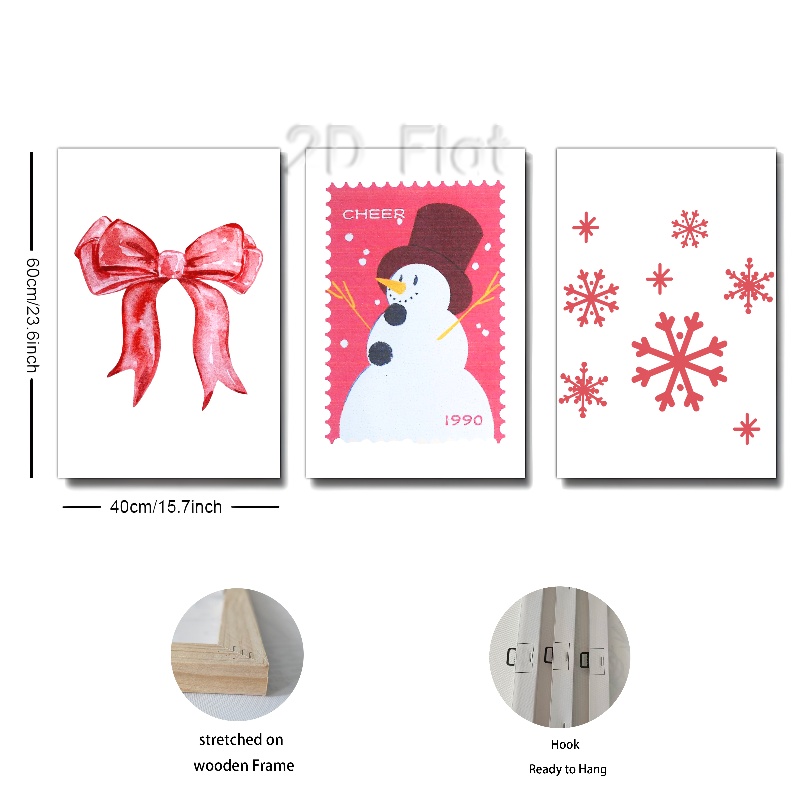 2D Flat
CHEER
1990
60cm/23.6inch
40cm/15.7inch
stretched on
wooden Frame
Hook
Ready to Hang